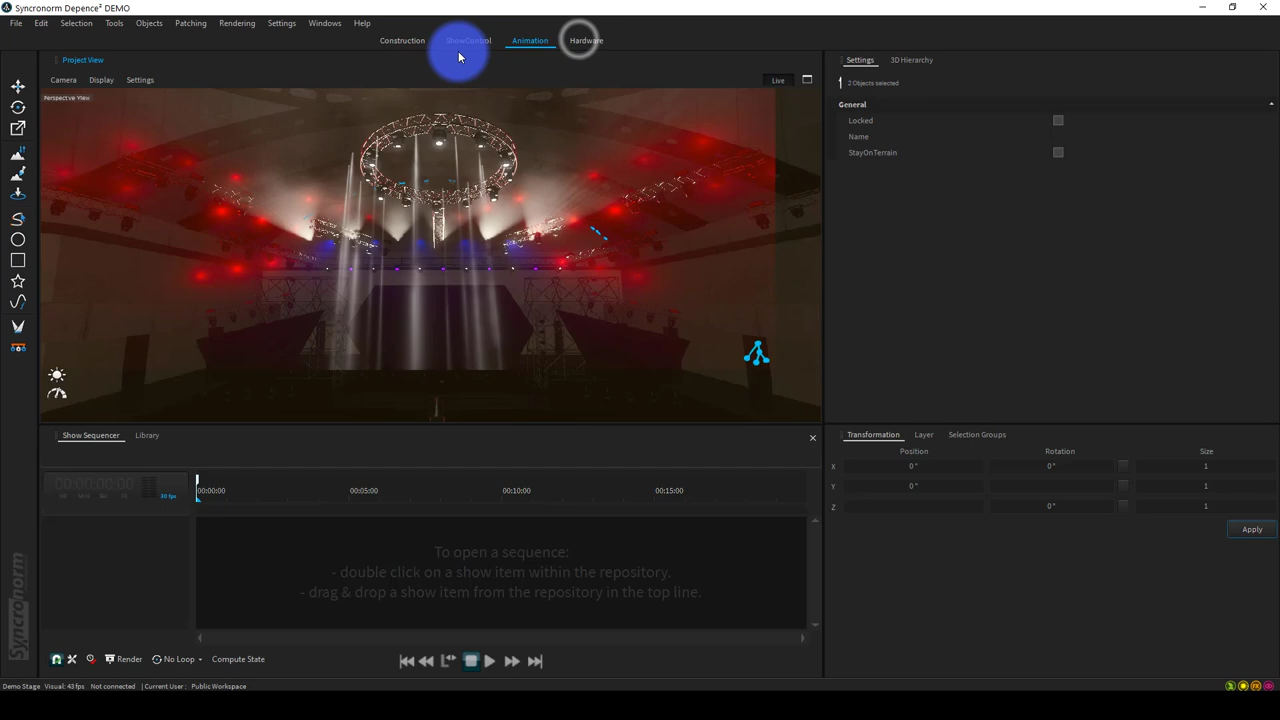 Syncronorm Depence² DEMO
File Edit Selection Tools Objects Patching Rendering Settings Windows Help
Construction ShowControl Animation Hardware
Project View
Camera Display Settings Live
Perspective View
Settings 3D Hierarchy
2 Objects selected
General
Locked
Name
StayOnTerrain
Show Sequencer Library
Transformation Layer Selection Groups
Position Rotation Size
X 0° 0° 1
Y 0° 1
Z 0° 1
Apply
00:00:00:00
30 fps
00:00:00 00:05:00 00:10:00 00:15:00
To open a sequence:
- double click on a show item within the repository.
- drag & drop a show item from the repository in the top line.
Syncronorm
Render No Loop Compute State
Demo Stage Visual: 43 fps Not connected | Current User : Public Workspace